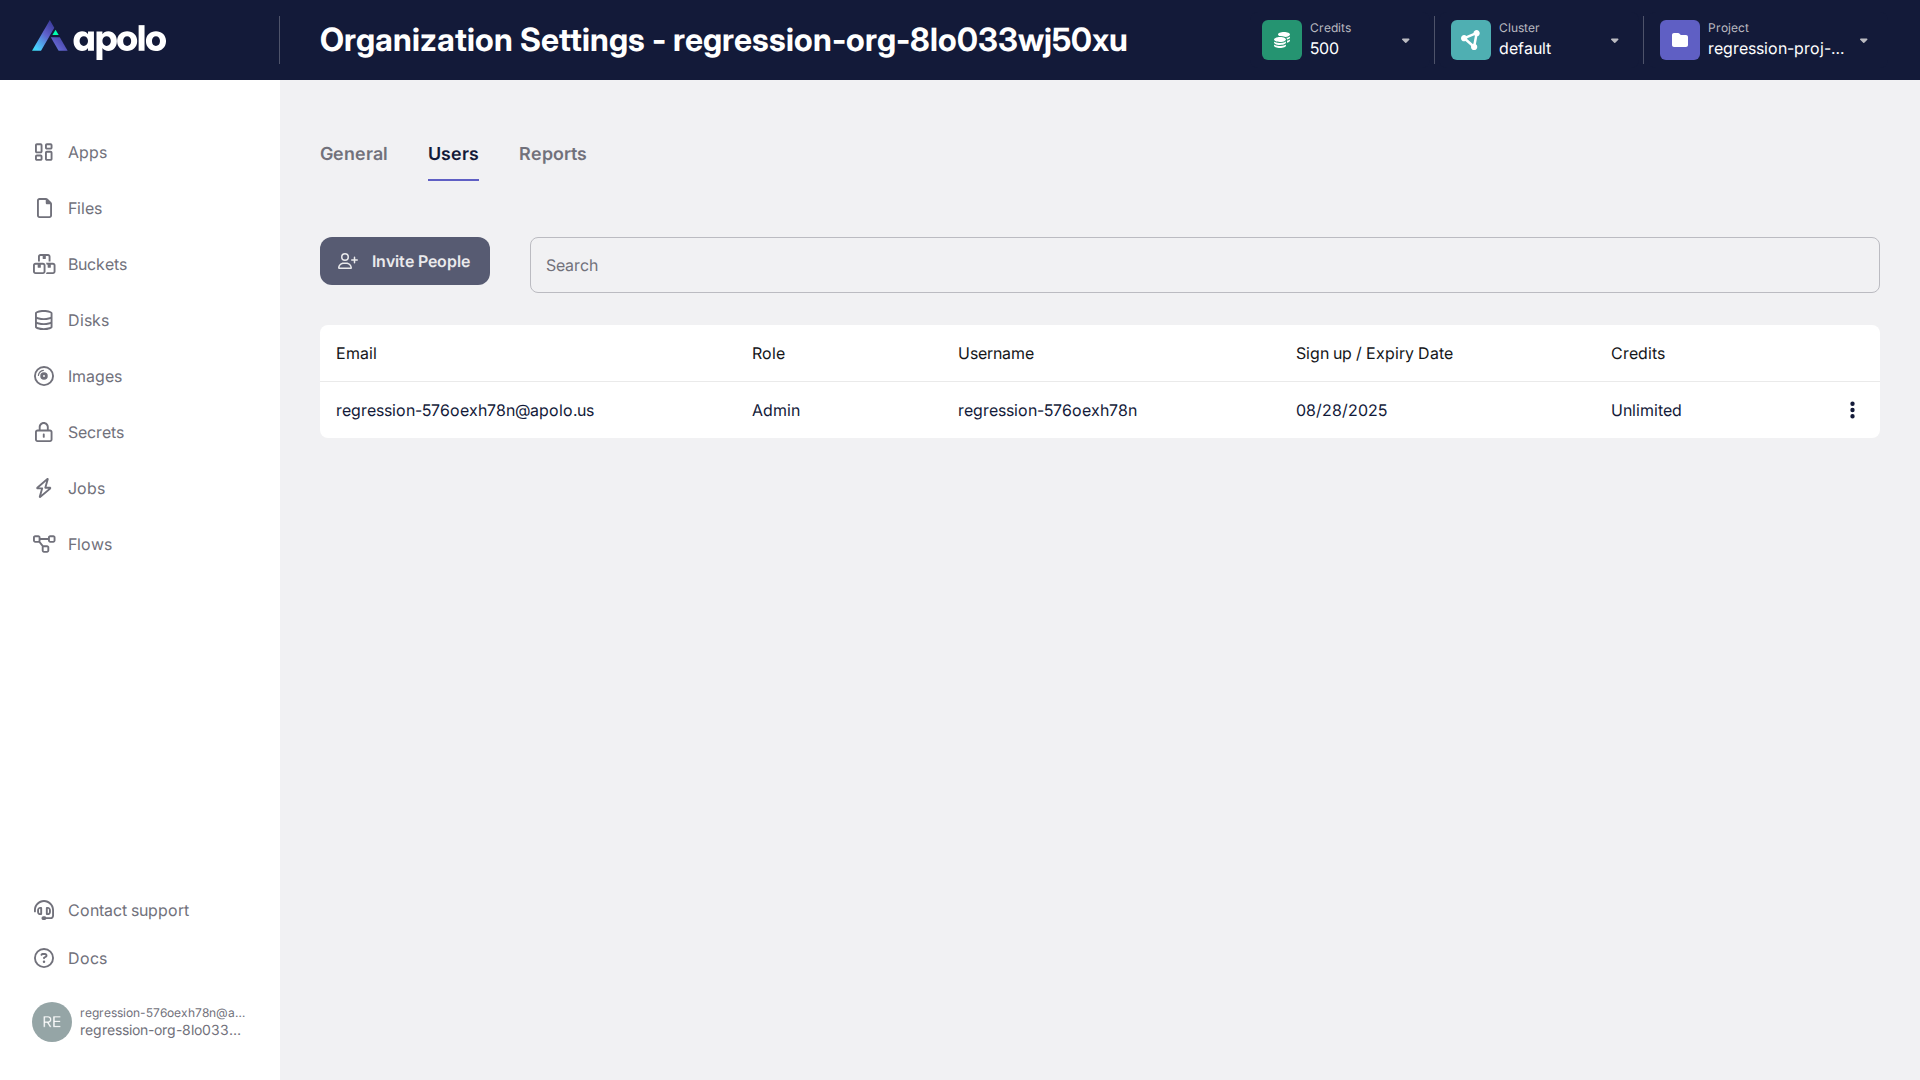 apolo
Organization Settings - regression-org-8lo033wj50xu
Credits
500
Cluster
default
Project
regression-proj-...
Apps
Files
Buckets
Disks
Images
Secrets
Jobs
Flows
General
Users
Reports
Invite People
Search
Email
Role
Username
Sign up / Expiry Date
Credits
regression-576oexh78n@apolo.us
Admin
regression-576oexh78n
08/28/2025
Unlimited
Contact support
Docs
RE
regression-576oexh78n@a...
regression-org-8lo033...